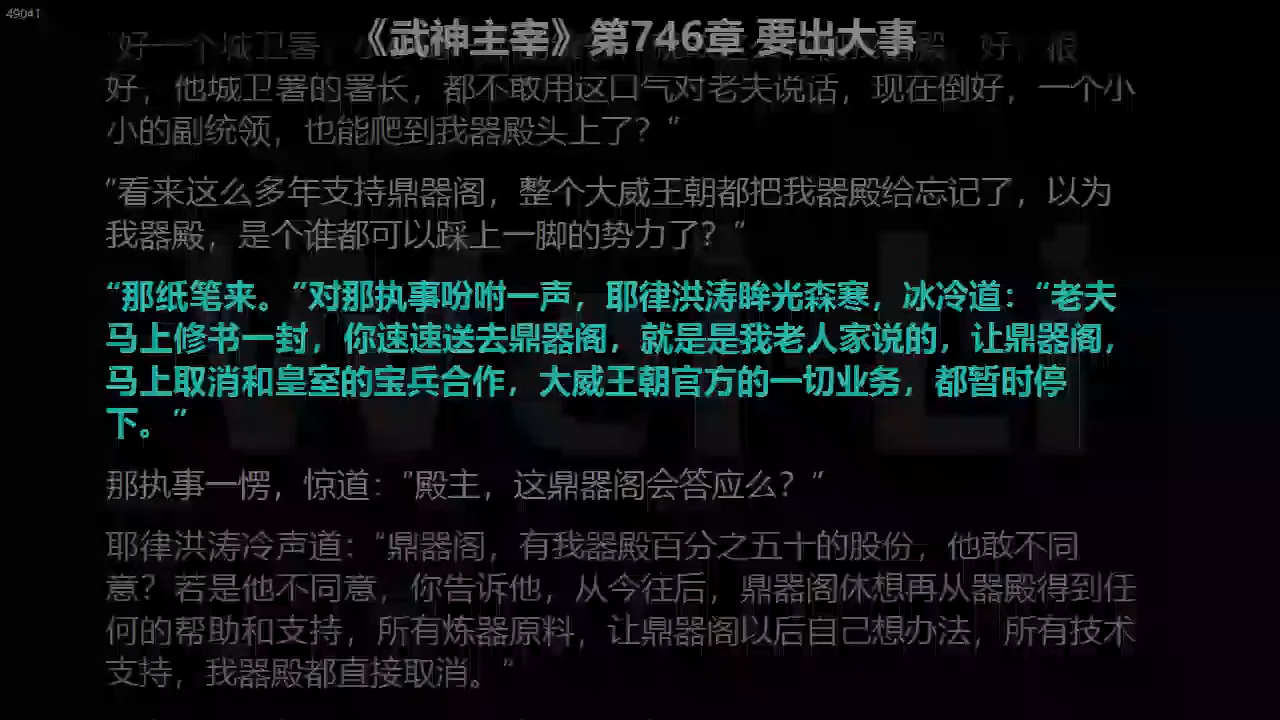 49041
《武神主宰》第746章 要出大事
“好一个城卫署，
好，很
好，他城卫署的署长，都不敢用这口气对老夫说话，现在倒好，一个小
小的副统领，也能爬到我器殿头上了？”
“看来这么多年支持鼎器阁，整个大威王朝都把我器殿给忘记了，以为
我器殿，是个谁都可以踩上一脚的势力了？”
“那纸笔来。”对那执事吩咐一声，耶律洪涛眸光森寒，冰冷道：“老夫
马上修书一封，你速速送去鼎器阁，就是是我老人家说的，让鼎器阁，
马上取消和皇室的宝兵合作，大威王朝官方的一切业务，都暂时停
下。”
那执事一愣，惊道：“殿主，这鼎器阁会答应么？”
耶律洪涛冷声道：“鼎器阁，有我器殿百分之五十的股份，他敢不同
意？若是他不同意，你告诉他，从今往后，鼎器阁休想再从器殿得到任
何的帮助和支持，所有炼器原料，让鼎器阁以后自己想办法，所有技术
支持，我器殿都直接取消。”